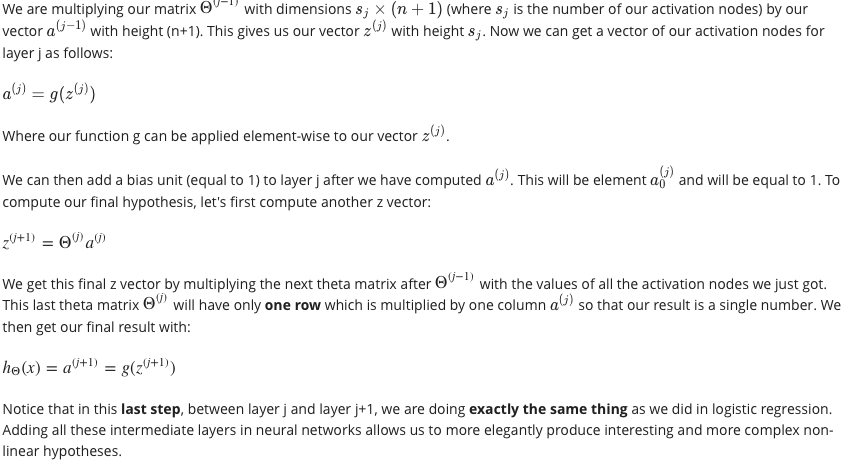 We are multiplying our matrix Θ^(j−1) with dimensions s_j × (n + 1) (where s_j is the number of our activation nodes) by our
vector a^(j−1) with height (n+1). This gives us our vector z^(j) with height s_j. Now we can get a vector of our activation nodes for
layer j as follows:
a^(j) = g(z^(j))
Where our function g can be applied element-wise to our vector z^(j).
We can then add a bias unit (equal to 1) to layer j after we have computed a^(j). This will be element a_0^(j) and will be equal to 1. To
compute our final hypothesis, let's first compute another z vector:
z^(j+1) = Θ^(j)a^(j)
We get this final z vector by multiplying the next theta matrix after Θ^(j−1) with the values of all the activation nodes we just got.
This last theta matrix Θ^(j) will have only one row which is multiplied by one column a^(j) so that our result is a single number. We
then get our final result with:
h_Θ(x) = a^(j+1) = g(z^(j+1))
Notice that in this last step, between layer j and layer j+1, we are doing exactly the same thing as we did in logistic regression.
Adding all these intermediate layers in neural networks allows us to more elegantly produce interesting and more complex non-
linear hypotheses.